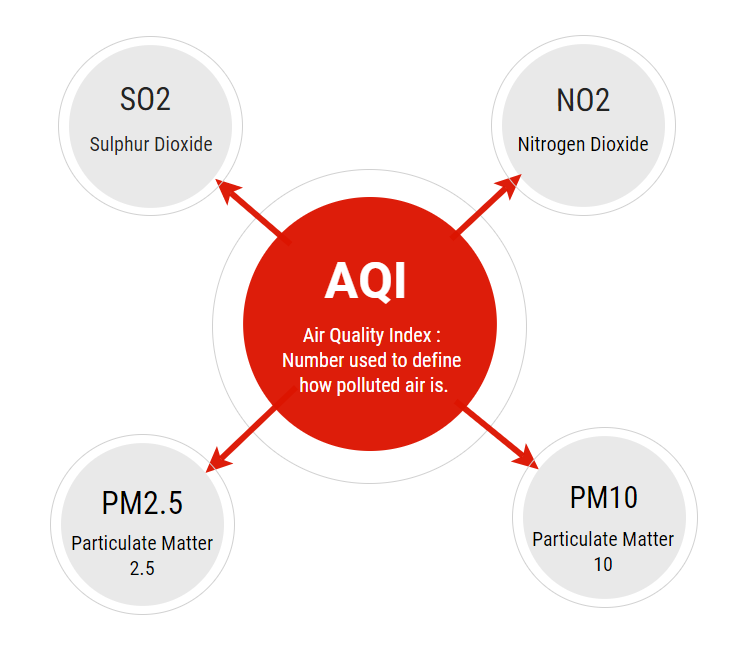 SO2
Sulphur Dioxide
NO2
Nitrogen Dioxide
AQI
Air Quality Index :
Number used to define
how polluted air is.
PM2.5
Particulate Matter
2.5
PM10
Particulate Matter
10